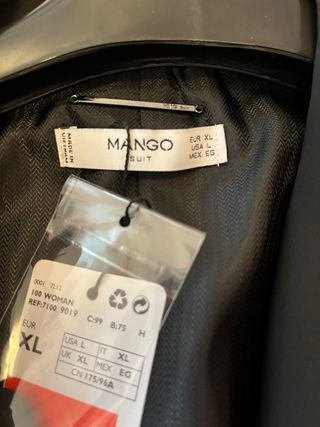 MADE IN
VIETNAM
MANGO
SUIT
EUR XL
USA L
MEX EG
0001 7L12
100 WOMAN
REF:7100 9019
C:99 B:75 H
EUR
XL
USA L IT XL
UK XL MEX EG
CN 175/96A